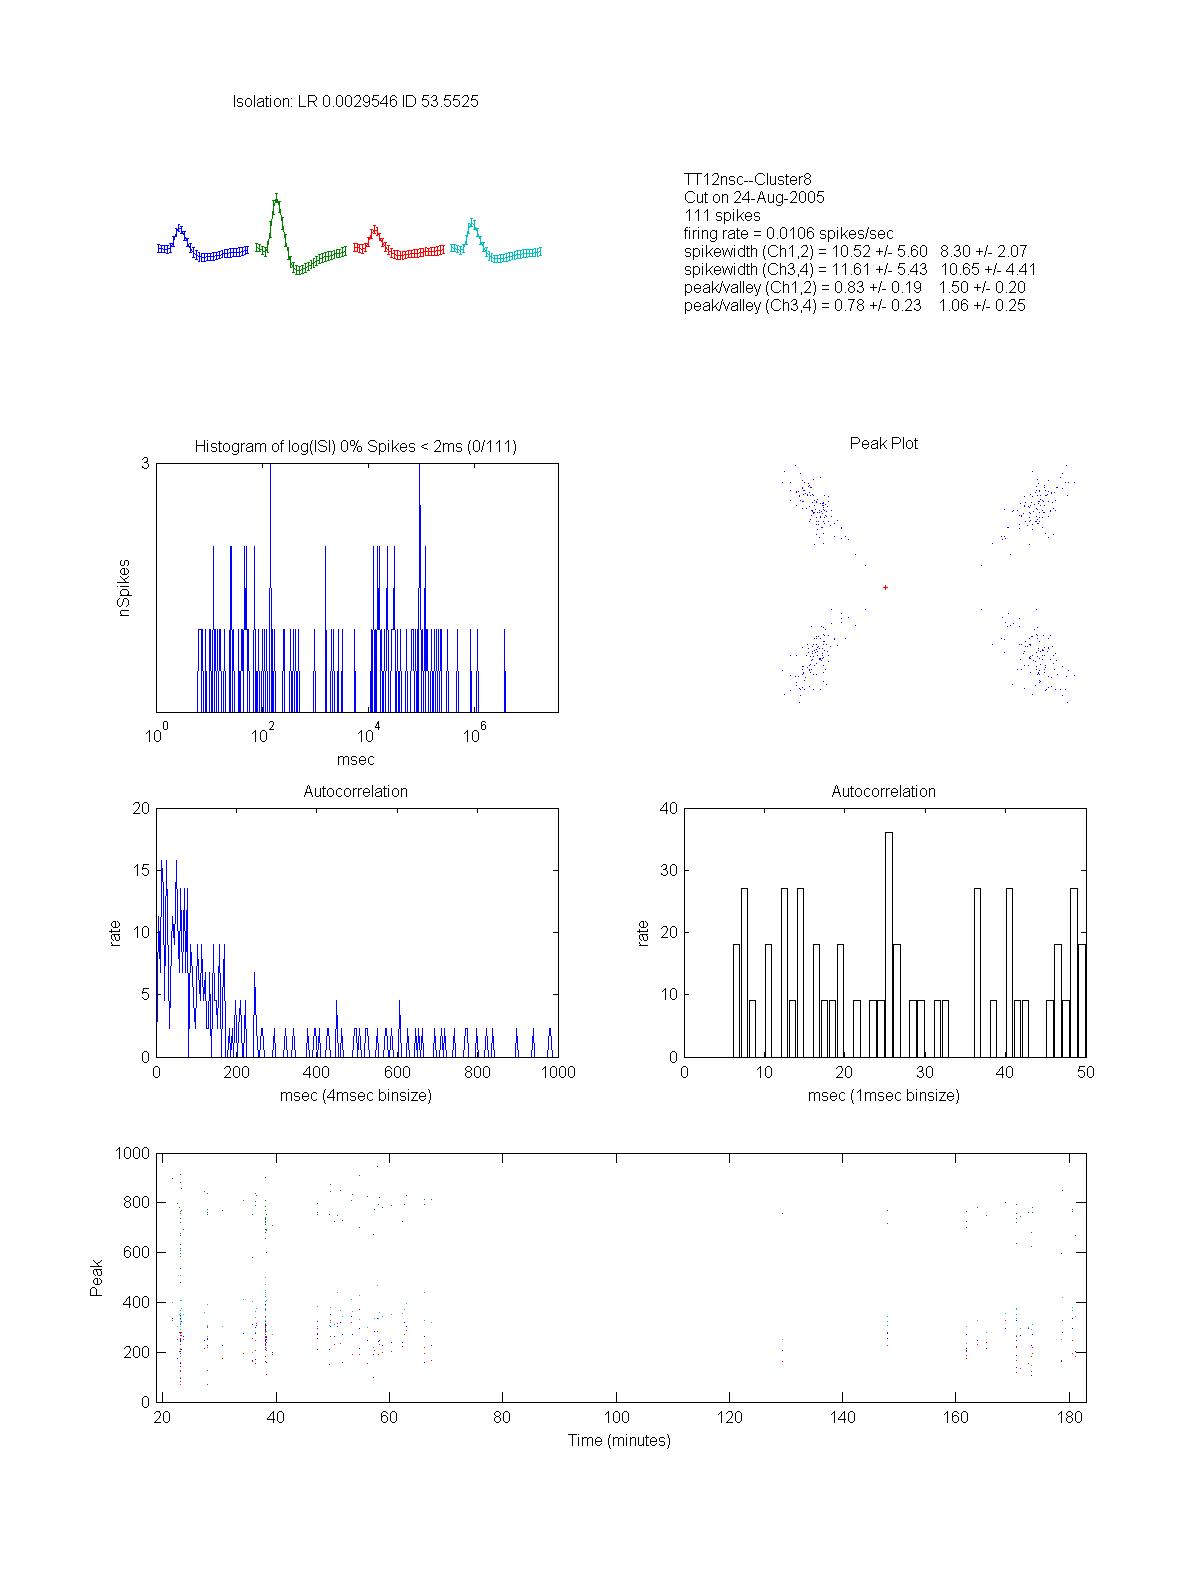 Isolation: LR 0.0029546 ID 53.5525
TT12nsc--Cluster8
Cut on 24-Aug-2005
111 spikes
firing rate = 0.0106 spikes/sec
spikewidth (Ch1,2) = 10.52 +/- 5.60 8.30 +/- 2.07
spikewidth (Ch3,4) = 11.61 +/- 5.43 10.65 +/- 4.41
peak/valley (Ch1,2) = 0.83 +/- 0.19 1.50 +/- 0.20
peak/valley (Ch3,4) = 0.78 +/- 0.23 1.06 +/- 0.25
Histogram of log(ISI) 0% Spikes < 2ms (0/111)
3
nSpikes
10^0 10^2 10^4 10^6
msec
Peak Plot
Autocorrelation
20
15
10
5
0
rate
0 200 400 600 800 1000
msec (4msec binsize)
Autocorrelation
40
30
20
10
0
rate
0 10 20 30 40 50
msec (1msec binsize)
1000
800
600
400
200
0
Peak
20 40 60 80 100 120 140 160 180
Time (minutes)